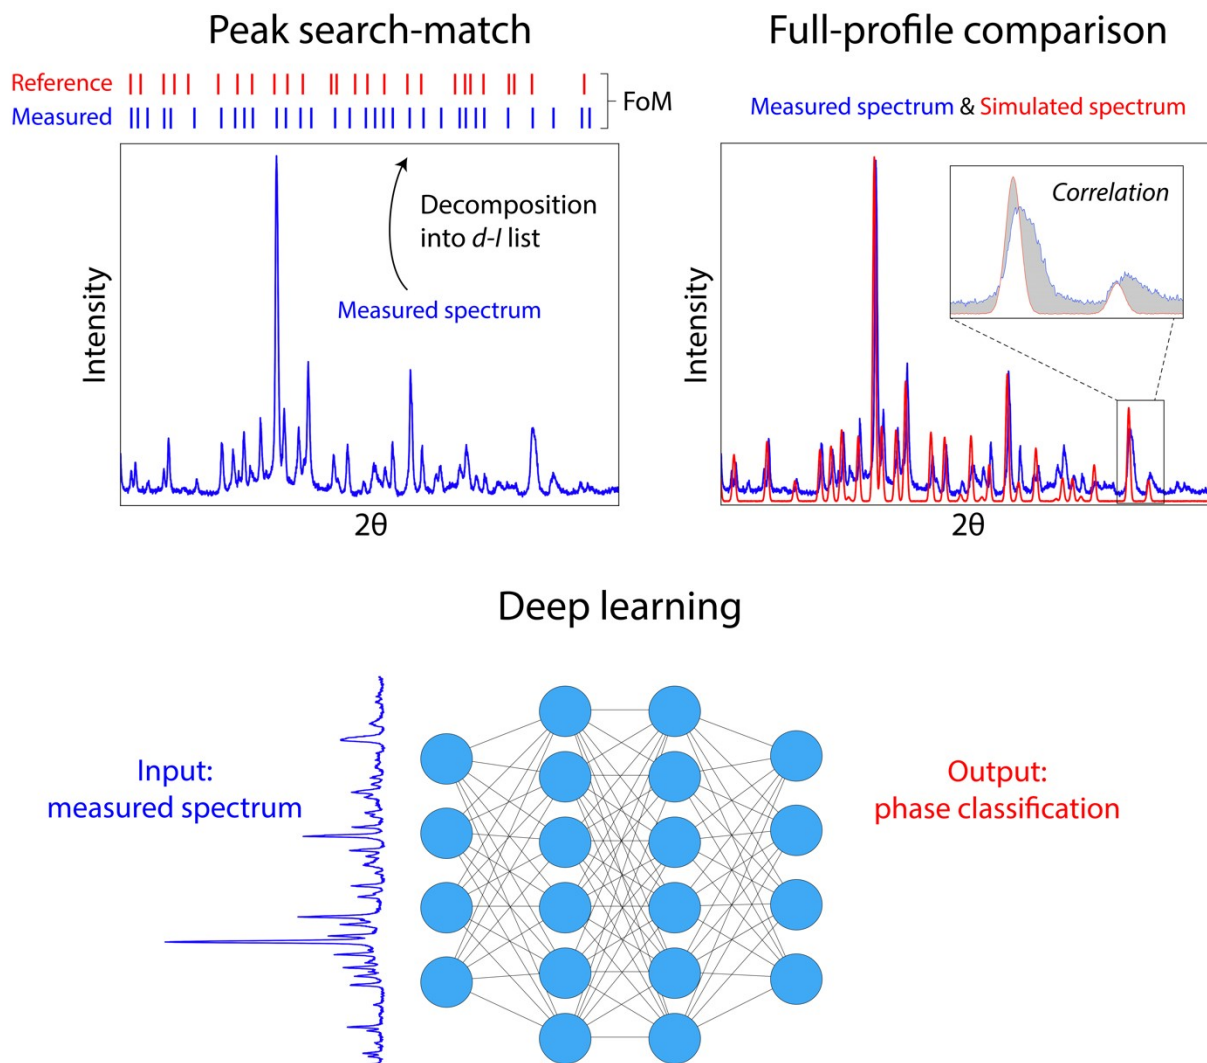 Peak search-match
Reference
Measured
FoM
Decomposition
into d-I list
Measured spectrum
Intensity
2θ
Full-profile comparison
Measured spectrum & Simulated spectrum
Correlation
Intensity
2θ
Deep learning
Input:
measured spectrum
Output:
phase classification